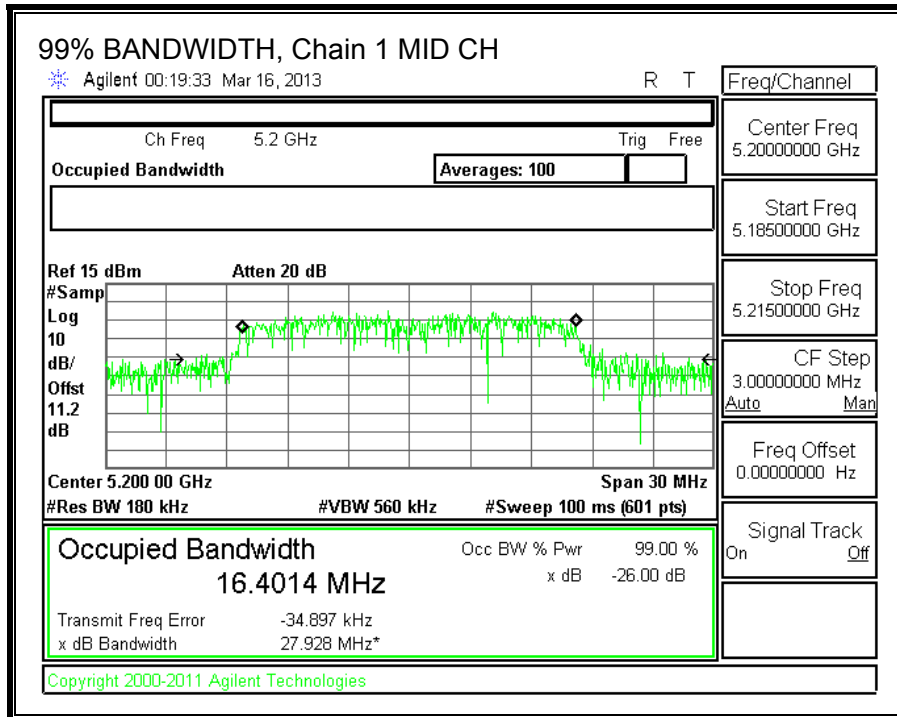 99% BANDWIDTH, Chain 1 MID CH
Agilent 00:19:33 Mar 16, 2013 R T
Ch Freq 5.2 GHz Trig Free
Occupied Bandwidth Averages: 100
Ref 15 dBm Atten 20 dB
#Samp
Log
10
dB/
Offst
11.2
dB
Center 5.200 00 GHz Span 30 MHz
#Res BW 180 kHz #VBW 560 kHz #Sweep 100 ms (601 pts)
Occupied Bandwidth Occ BW % Pwr 99.00 %
16.4014 MHz x dB -26.00 dB
Transmit Freq Error -34.897 kHz
x dB Bandwidth 27.928 MHz*
Copyright 2000-2011 Agilent Technologies
Freq/Channel
Center Freq
5.20000000 GHz
Start Freq
5.18500000 GHz
Stop Freq
5.21500000 GHz
CF Step
3.00000000 MHz
Auto Man
Freq Offset
0.00000000 Hz
Signal Track
On Off